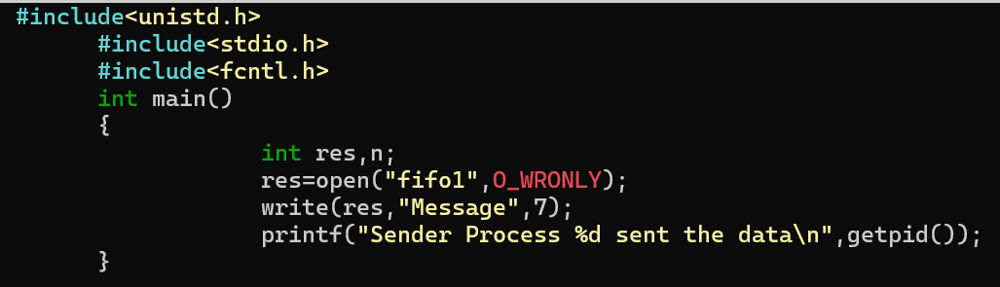 #include<unistd.h>
#include<stdio.h>
#include<fcntl.h>
int main()
{
int res,n;
res=open("fifo1",O_WRONLY);
write(res,"Message",7);
printf("Sender Process %d sent the data\n",getpid());
}